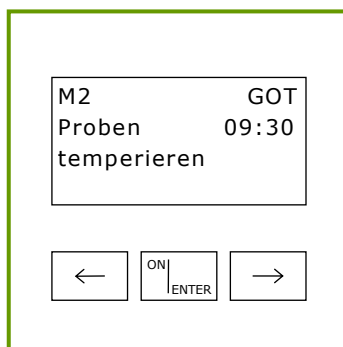 M2 GOT
Proben 09:30
temperieren
← ON ENTER →